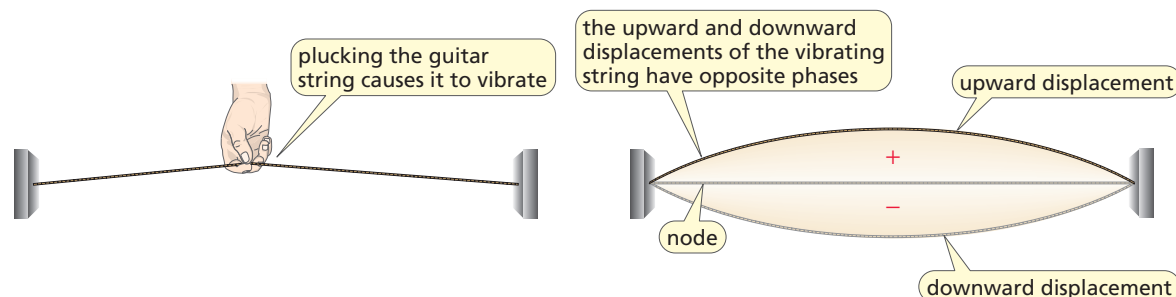 plucking the guitar
string causes it to vibrate
the upward and downward
displacements of the vibrating
string have opposite phases
upward displacement
+
−
node
downward displacement